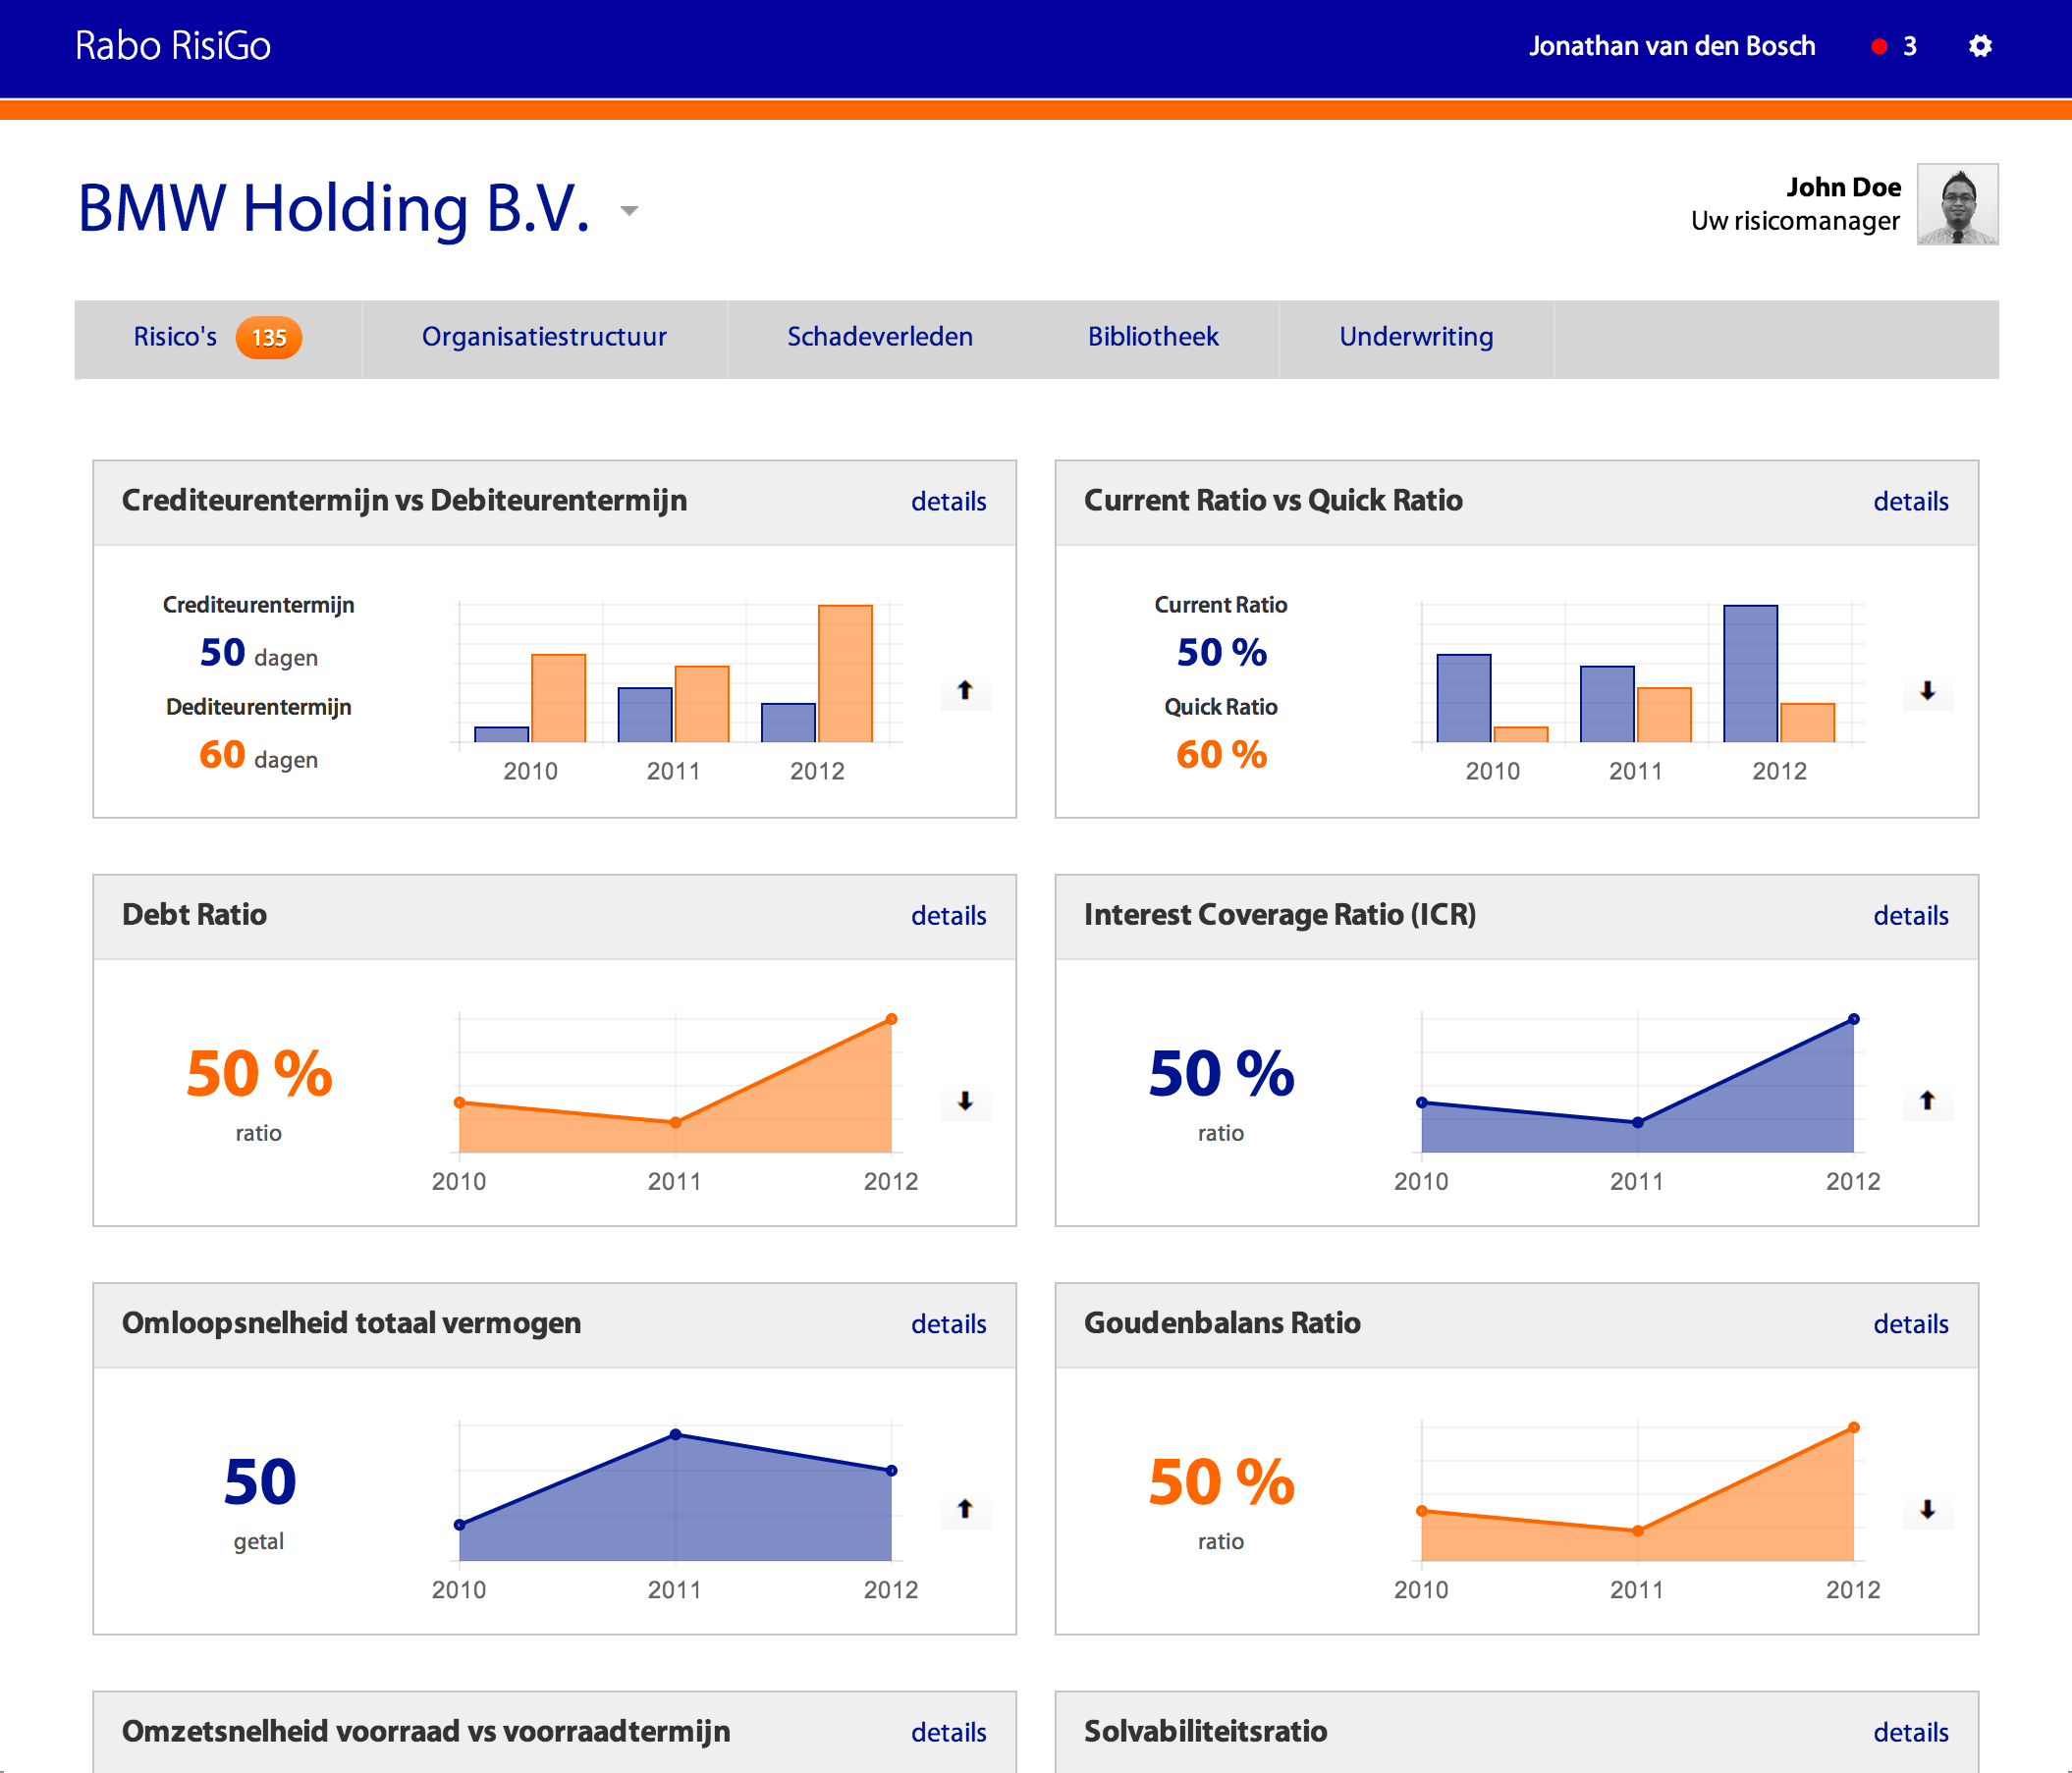 Rabo RisiGo
Jonathan van den Bosch 3
BMW Holding B.V.
John Doe
Uw risicomanager
Risico's 135 Organisatiestructuur Schadeverleden Bibliotheek Underwriting
Crediteurentermijn vs Debiteurentermijn details
Crediteurentermijn
50 dagen
Dediteurentermijn
60 dagen
2010 2011 2012
Current Ratio vs Quick Ratio details
Current Ratio
50 %
Quick Ratio
60 %
2010 2011 2012
Debt Ratio details
50 %
ratio
2010 2011 2012
Interest Coverage Ratio (ICR) details
50 %
ratio
2010 2011 2012
Omloopsnelheid totaal vermogen details
50
getal
2010 2011 2012
Goudenbalans Ratio details
50 %
ratio
2010 2011 2012
Omzetsnelheid voorraad vs voorraadtermijn details
Solvabiliteitsratio details